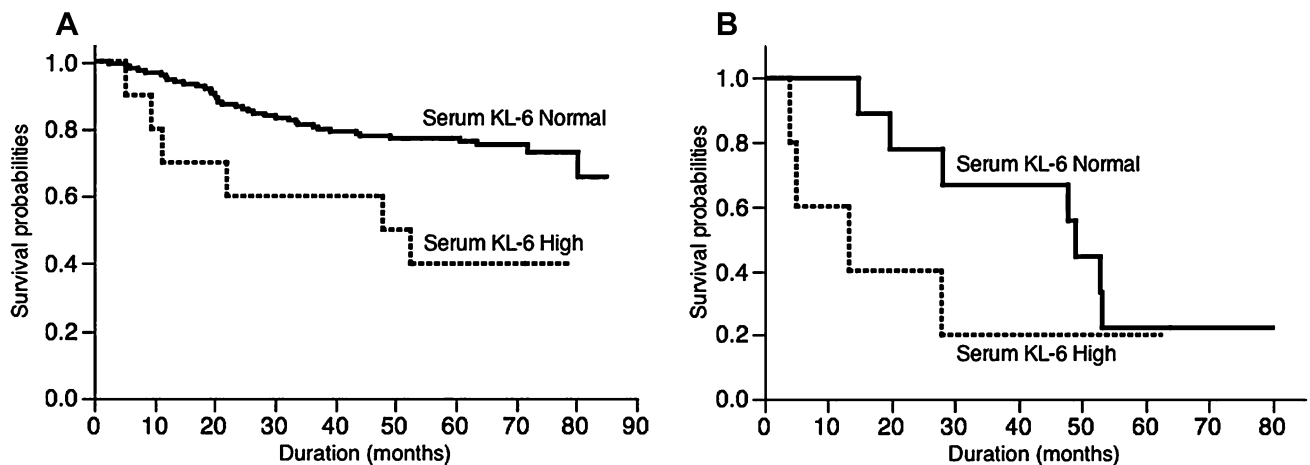 A
Survival probabilities
1.0
0.8
0.6
0.4
0.2
0.0
Serum KL-6 Normal
Serum KL-6 High
0 10 20 30 40 50 60 70 80 90
Duration (months)
B
Survival probabilities
1.0
0.8
0.6
0.4
0.2
0.0
Serum KL-6 Normal
Serum KL-6 High
0 10 20 30 40 50 60 70 80
Duration (months)